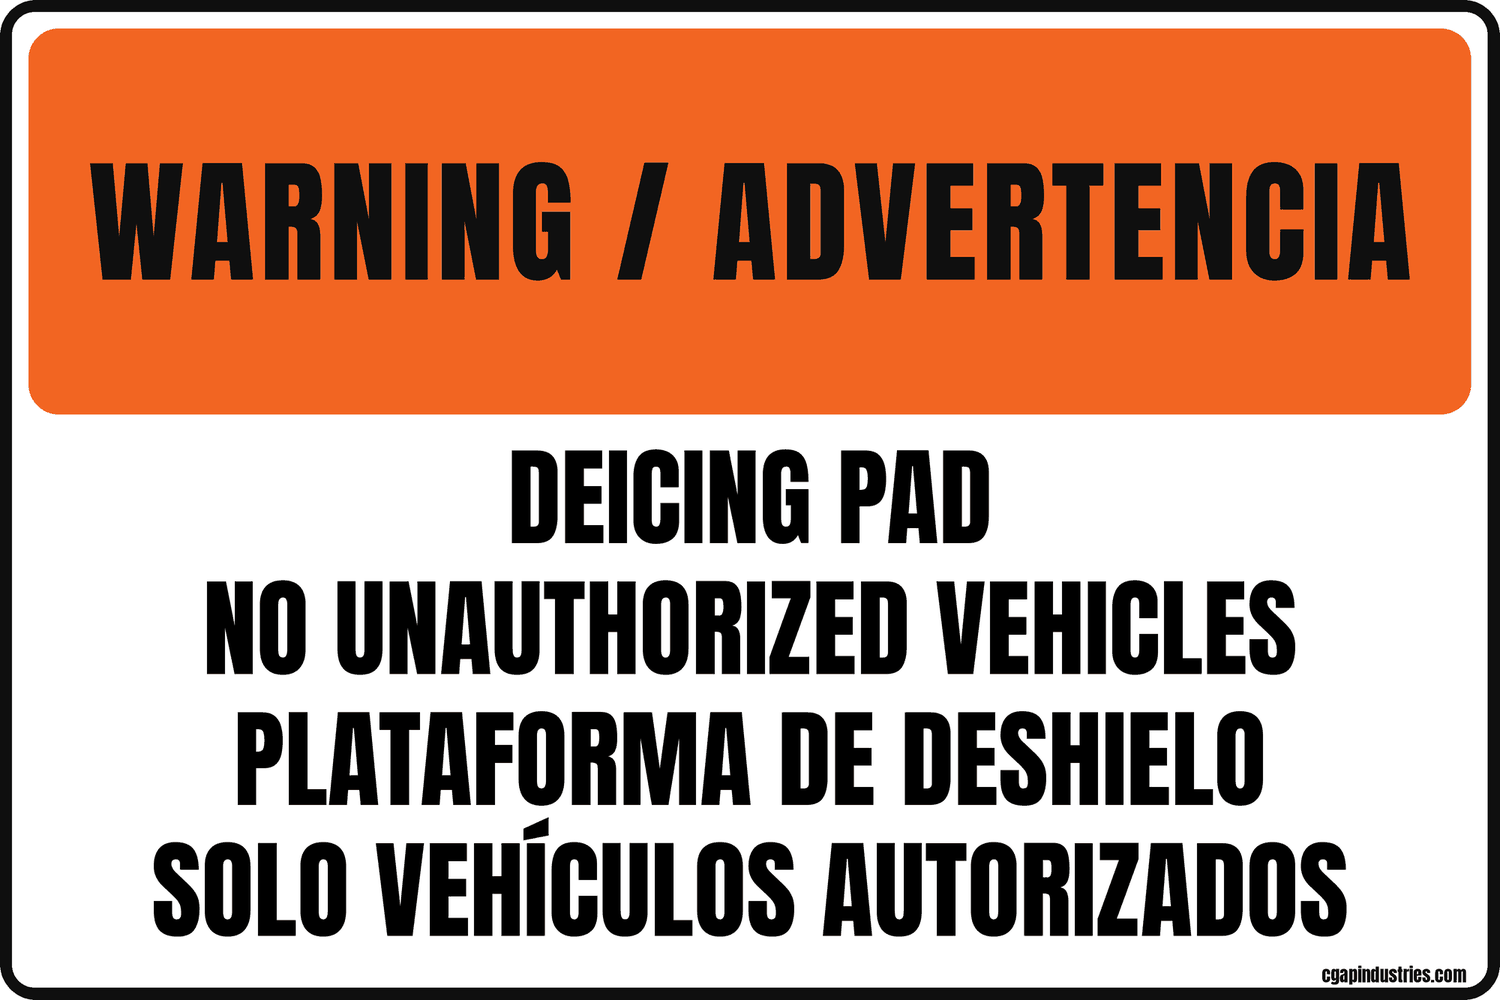 WARNING / ADVERTENCIA
DEICING PAD
NO UNAUTHORIZED VEHICLES
PLATAFORMA DE DESHIELO
SOLO VEHÍCULOS AUTORIZADOS
cgapindustries.com